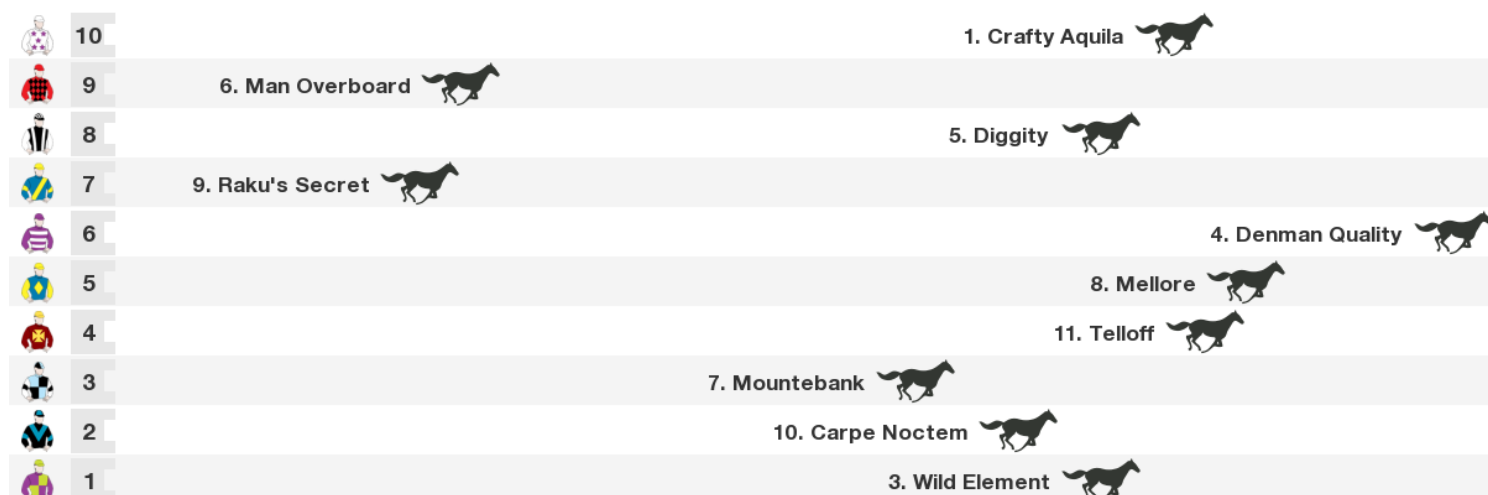 10 1. Crafty Aquila
9 6. Man Overboard
8 5. Diggity
7 9. Raku's Secret
6 4. Denman Quality
5 8. Mellore
4 11. Telloff
3 7. Mountebank
2 10. Carpe Noctem
1 3. Wild Element